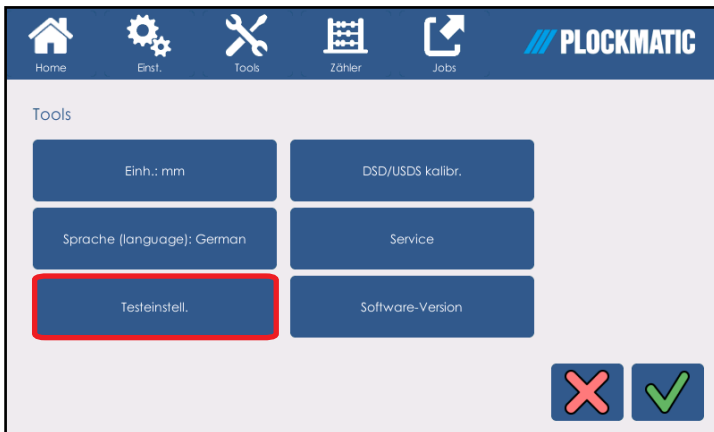 Home Einst. Tools Zähler Jobs PLOCKMATIC
Tools
Einh.: mm DSD/USDS kalibr.
Sprache (language): German Service
Testeinstell. Software-Version